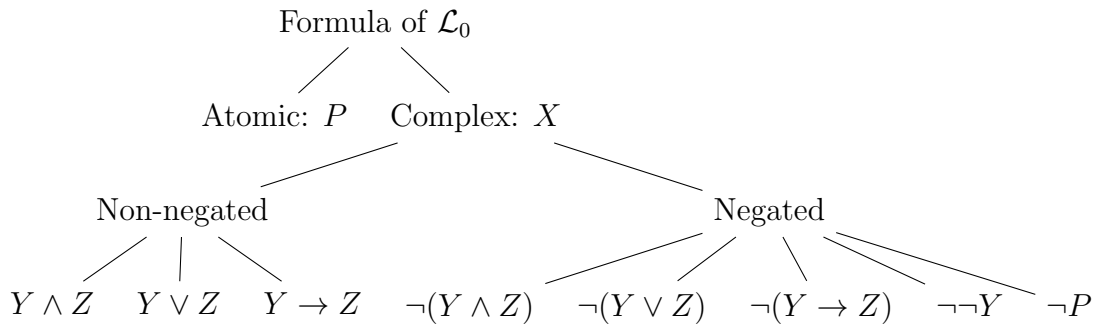 Formula of 𝓛₀
Atomic: P Complex: X
Non-negated Negated
Y ∧ Z Y ∨ Z Y → Z ¬(Y ∧ Z) ¬(Y ∨ Z) ¬(Y → Z) ¬¬Y ¬P